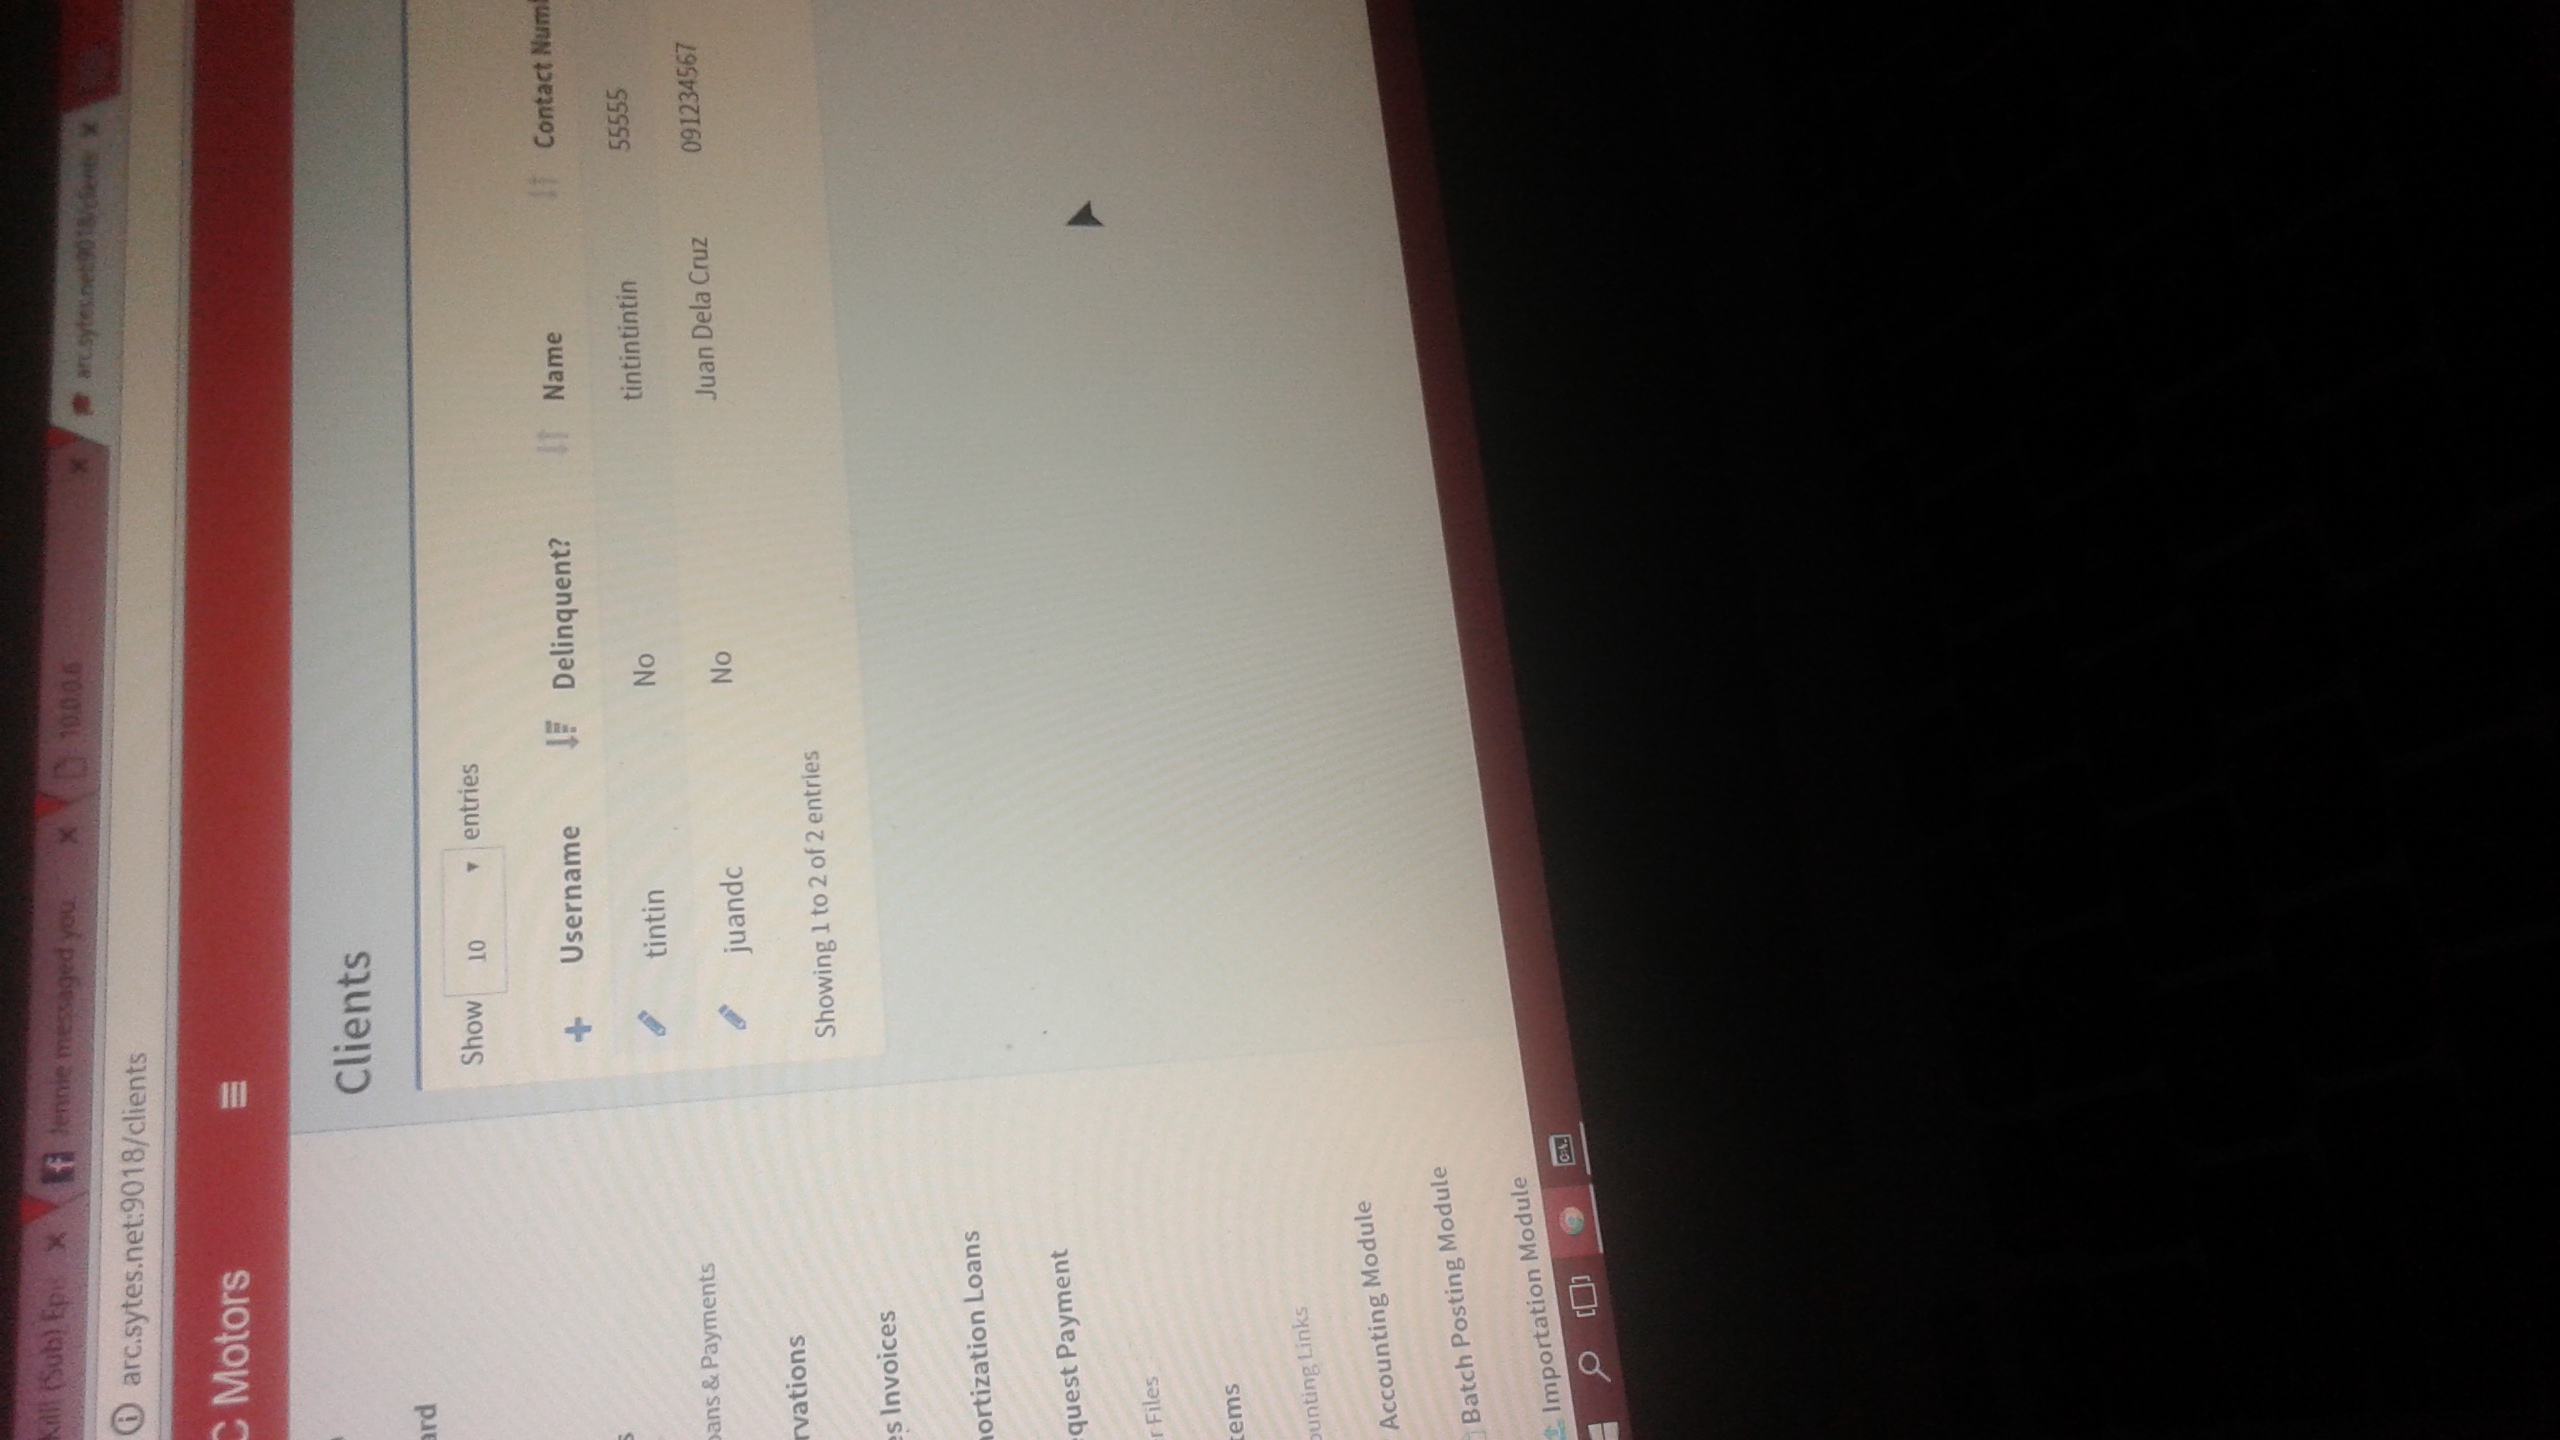 Kill! (Sub) Epi
Jennie messaged you
10.0.0.6
arc.sytes.net:9018/clients
arc.sytes.net:9018/clients
C Motors
Clients
ard
Show 10 entries
Username Delinquent? Name Contact Num
s
tintin No tintintintin 55555
oans & Payments
juandc No Juan Dela Cruz 091234567
rvations
Showing 1 to 2 of 2 entries
es Invoices
ortization Loans
quest Payment
r Files
tems
ounting Links
Accounting Module
Batch Posting Module
Importation Module
C:\.